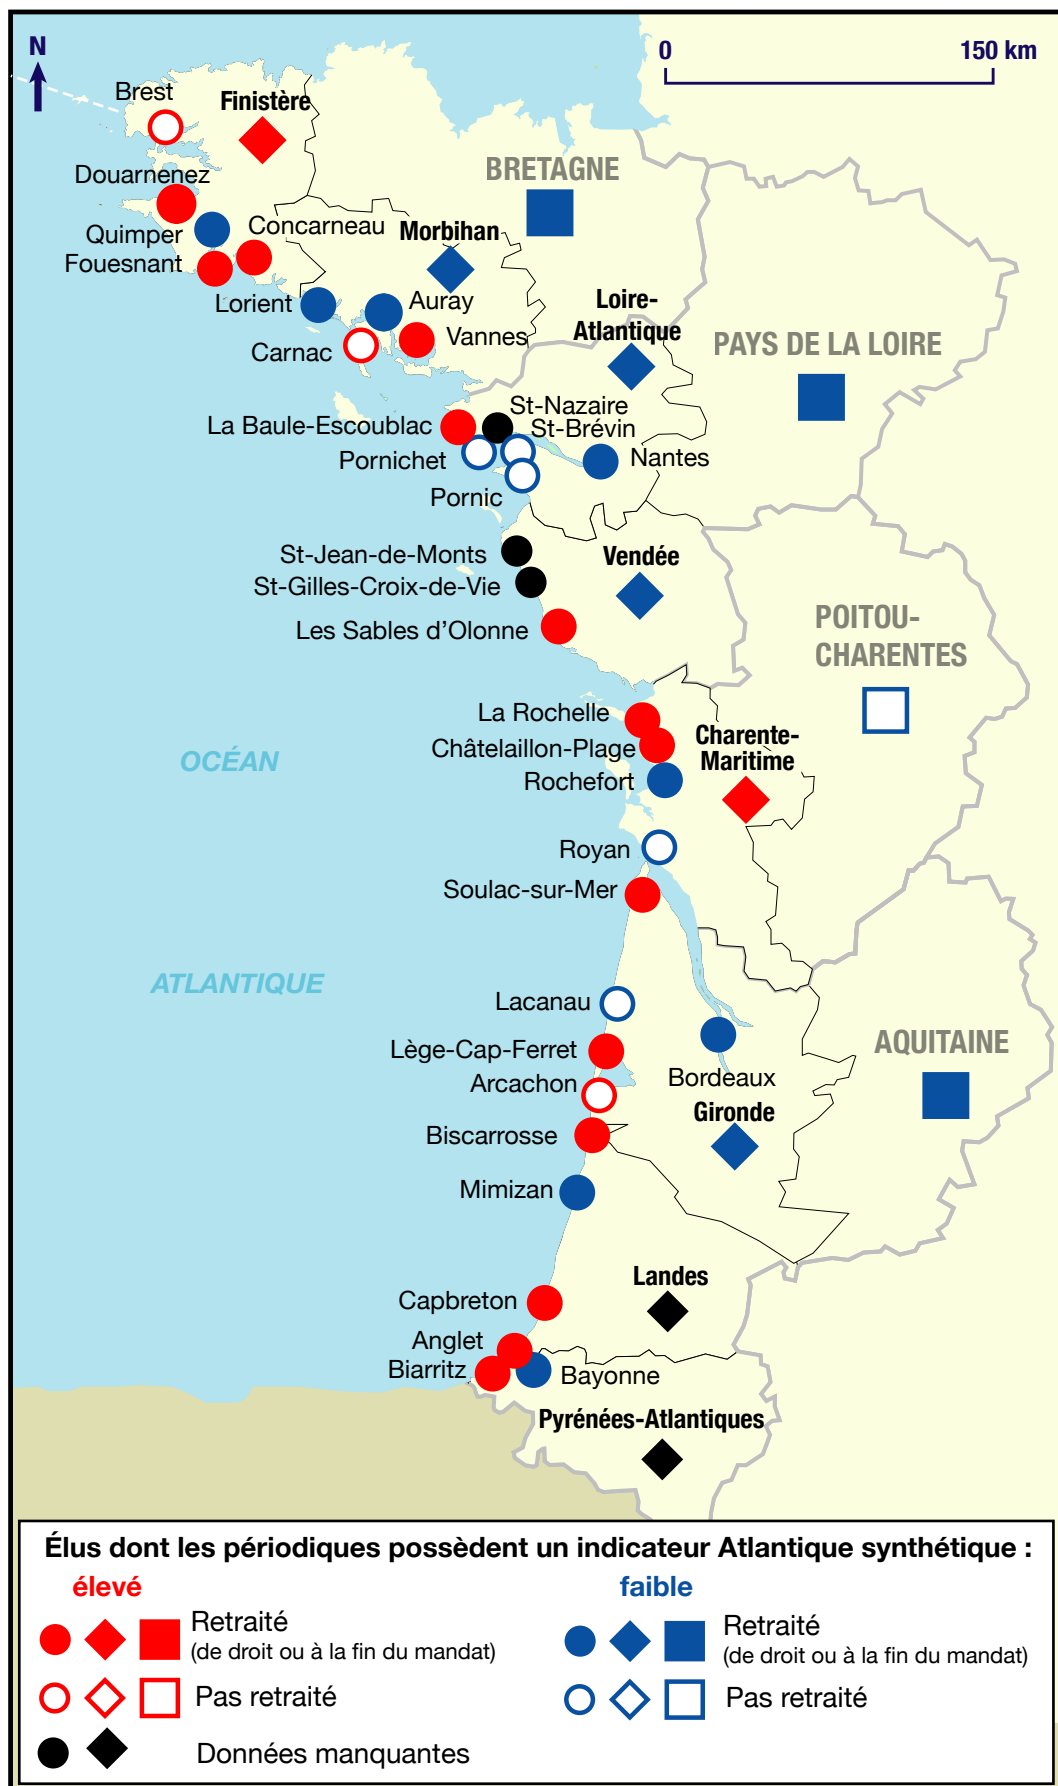 N
0
150 km
Brest
Finistère
Douarnenez
BRETAGNE
Quimper
Concarneau
Morbihan
Fouesnant
Lorient
Auray
Loire-
Atlantique
Carnac
Vannes
PAYS DE LA LOIRE
La Baule-Escoublac
St-Nazaire
St-Brévin
Pornichet
Nantes
Pornic
St-Jean-de-Monts
Vendée
St-Gilles-Croix-de-Vie
Les Sables d’Olonne
POITOU-
CHARENTES
La Rochelle
Châtelaillon-Plage
Charente-
Maritime
OCÉAN
Rochefort
Royan
Soulac-sur-Mer
ATLANTIQUE
Lacanau
Lège-Cap-Ferret
AQUITAINE
Arcachon
Bordeaux
Gironde
Biscarrosse
Mimizan
Landes
Capbreton
Anglet
Biarritz
Bayonne
Pyrénées-Atlantiques
Élus dont les périodiques possèdent un indicateur Atlantique synthétique :
élevé
faible
Retraité
(de droit ou à la fin du mandat)
Retraité
(de droit ou à la fin du mandat)
Pas retraité
Pas retraité
Données manquantes